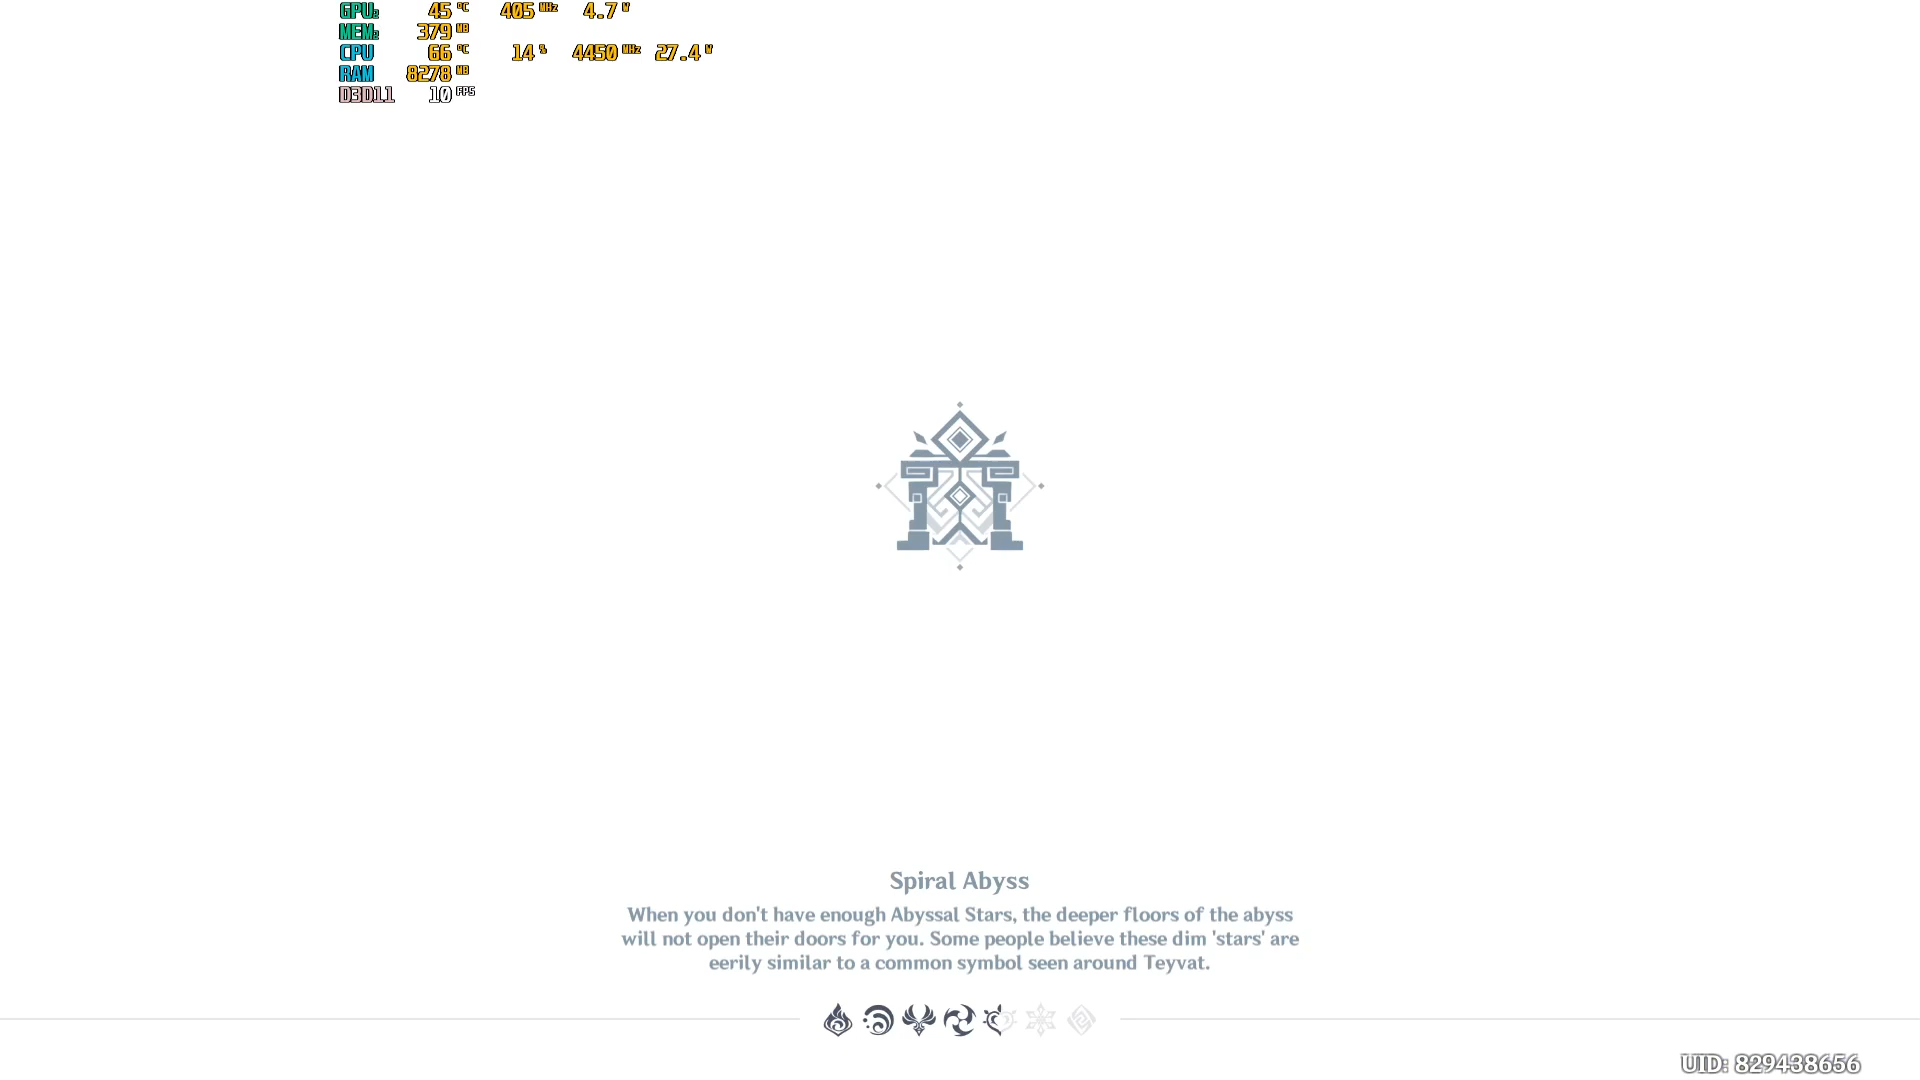 GPU2 45 °C 405 MHz 4.7 W
MEM2 379 MB
CPU 66 °C 14 % 4450 MHz 27.4 W
RAM 8278 MB
D3D11 10 FPS
Spiral Abyss
When you don't have enough Abyssal Stars, the deeper floors of the abyss
will not open their doors for you. Some people believe these dim 'stars' are
eerily similar to a common symbol seen around Teyvat.
UID: 829438656